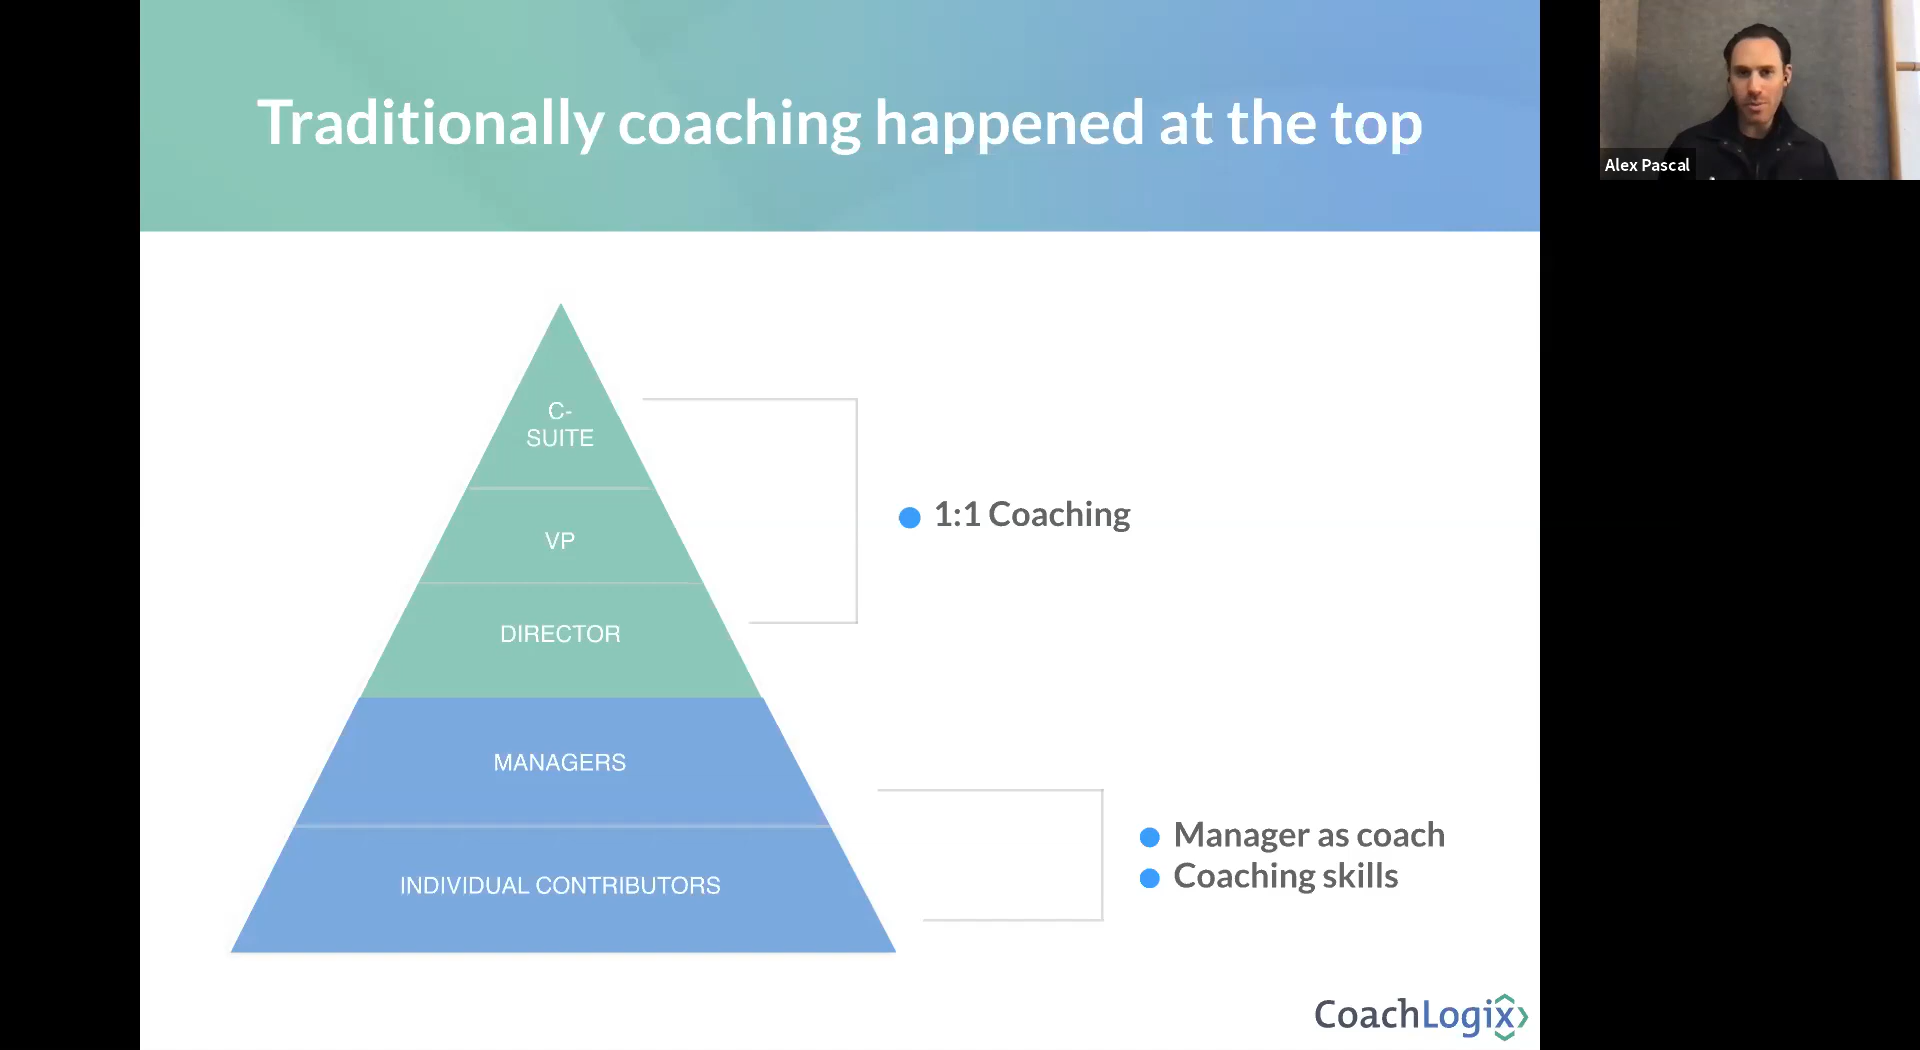 Traditionally coaching happened at the top
Alex Pascal
C-
SUITE
VP
DIRECTOR
MANAGERS
INDIVIDUAL CONTRIBUTORS
1:1 Coaching
Manager as coach
Coaching skills
CoachLogix